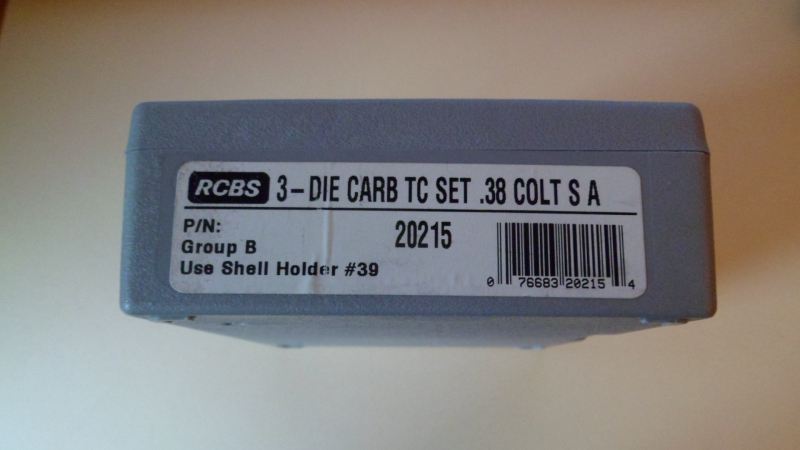 RCBS 3-DIE CARB TC SET .38 COLT S A
P/N: 20215
Group B
Use Shell Holder #39
0 76683 20215 4